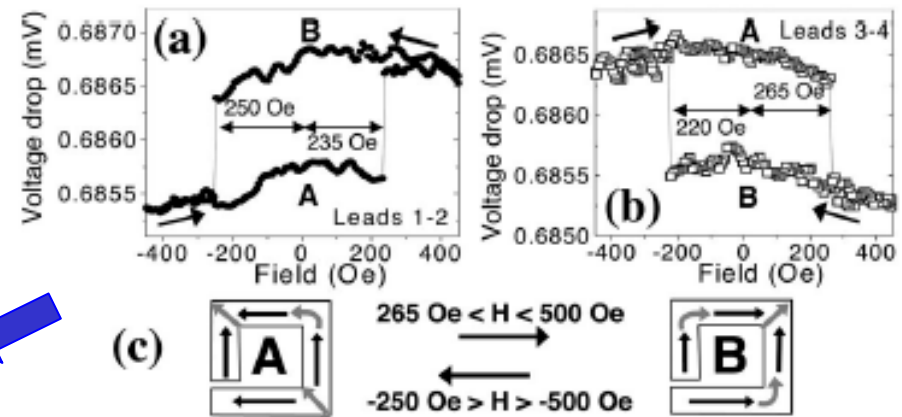 (a)
Voltage drop (mV)
0.6870
0.6865
0.6860
0.6855
B
250 Oe
235 Oe
A
Leads 1-2
-400 -200 0 200 400
Field (Oe)
(b)
Voltage drop (mV)
0.6865
0.6860
0.6855
0.6850
A
Leads 3-4
265 Oe
220 Oe
B
-400 -200 0 200 400
Field (Oe)
(c)
A
265 Oe < H < 500 Oe
-250 Oe > H > -500 Oe
B